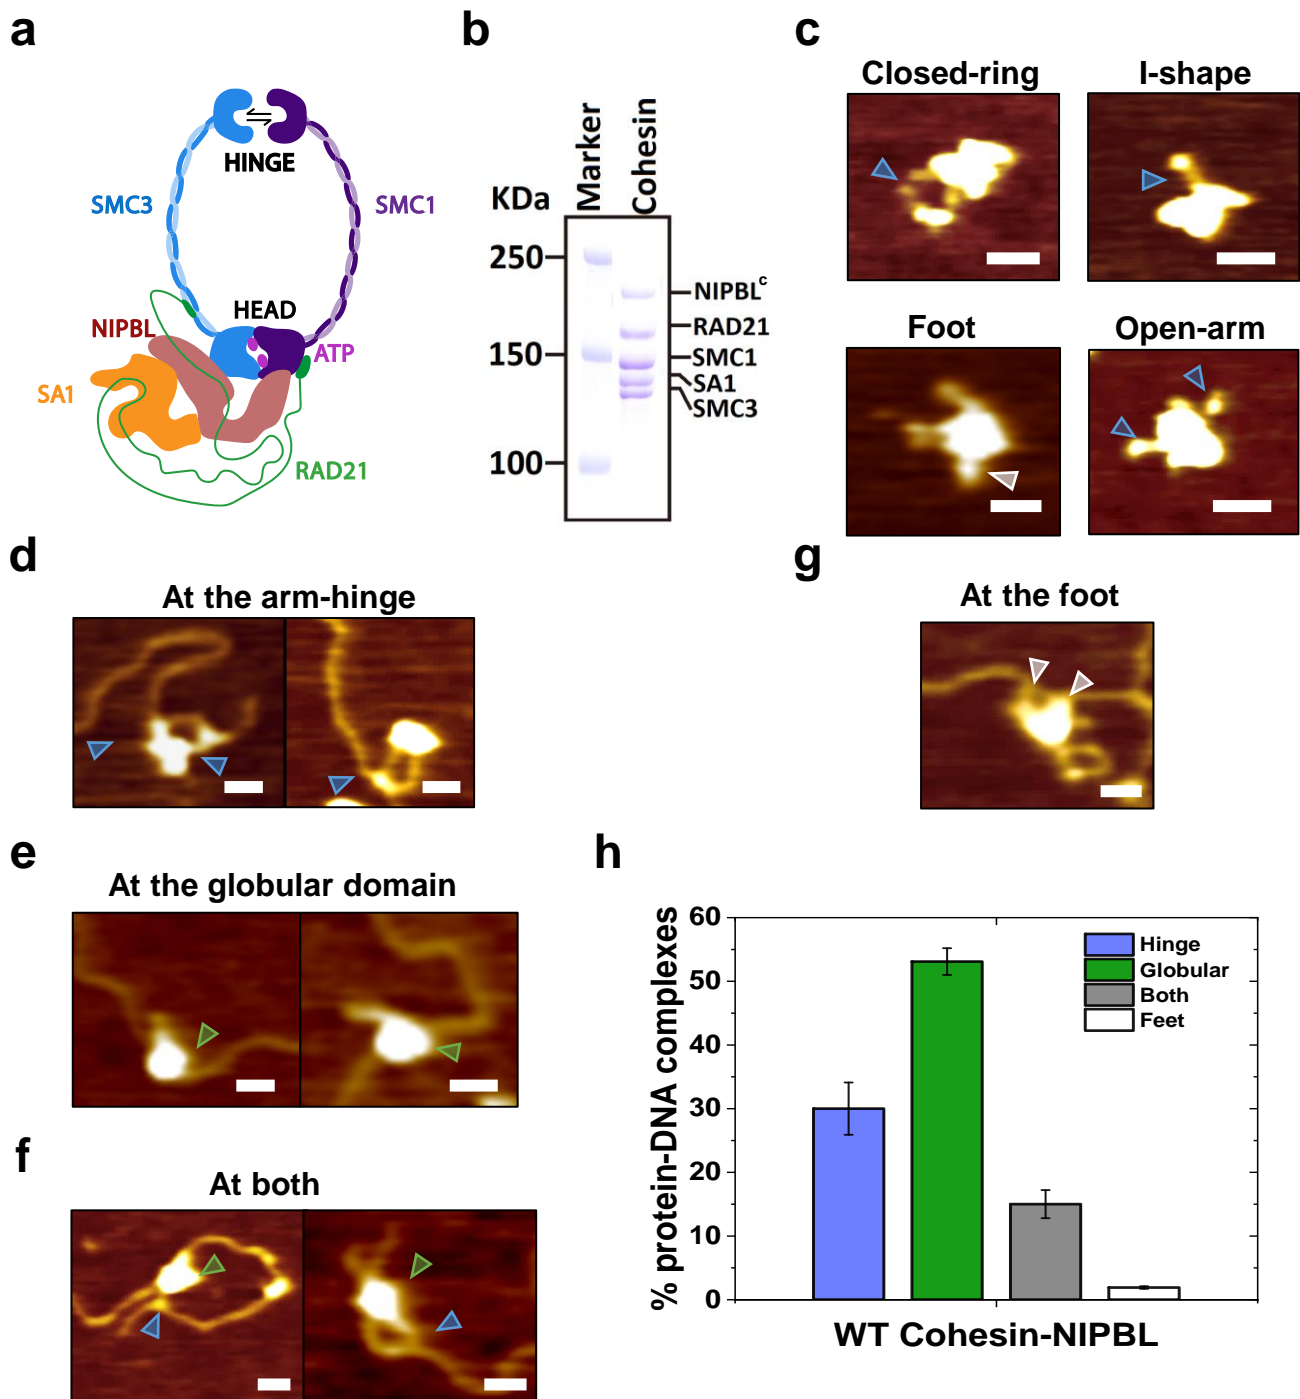 a
HINGE
SMC3
SMC1
HEAD
NIPBL
ATP
SA1
RAD21
b
KDa
Marker
Cohesin
250
150
100
NIPBLᶜ
RAD21
SMC1
SA1
SMC3
c
Closed-ring
I-shape
Foot
Open-arm
d
At the arm-hinge
e
At the globular domain
f
At both
g
At the foot
h
% protein-DNA complexes
60
50
40
30
20
10
0
Hinge
Globular
Both
Feet
WT Cohesin-NIPBL